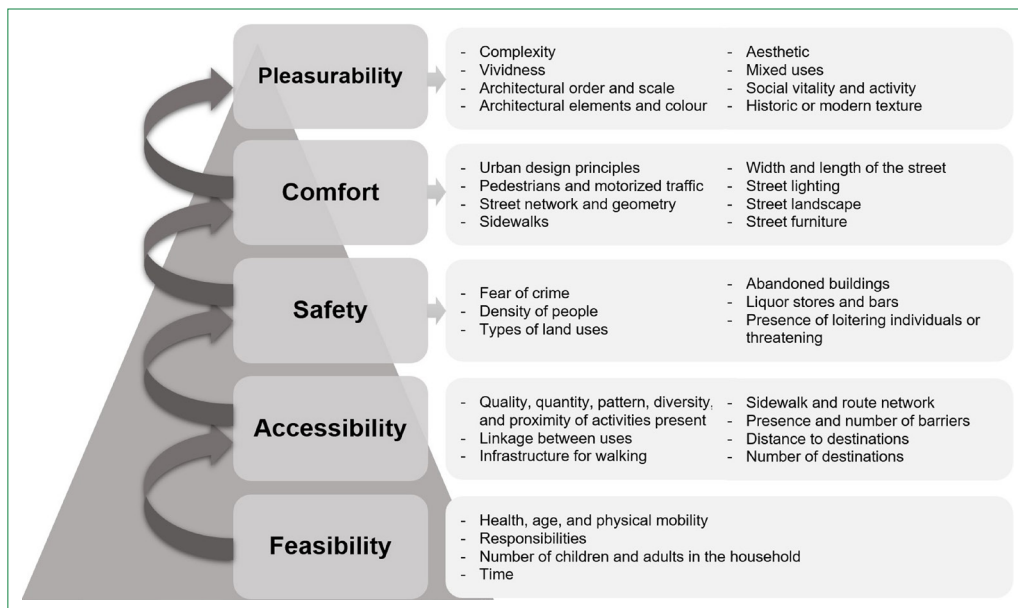 Pleasurability
- Complexity
- Vividness
- Architectural order and scale
- Architectural elements and colour
- Aesthetic
- Mixed uses
- Social vitality and activity
- Historic or modern texture
Comfort
- Urban design principles
- Pedestrians and motorized traffic
- Street network and geometry
- Sidewalks
- Width and length of the street
- Street lighting
- Street landscape
- Street furniture
Safety
- Fear of crime
- Density of people
- Types of land uses
- Abandoned buildings
- Liquor stores and bars
- Presence of loitering individuals or
threatening
Accessibility
- Quality, quantity, pattern, diversity,
and proximity of activities present
- Linkage between uses
- Infrastructure for walking
- Sidewalk and route network
- Presence and number of barriers
- Distance to destinations
- Number of destinations
Feasibility
- Health, age, and physical mobility
- Responsibilities
- Number of children and adults in the household
- Time